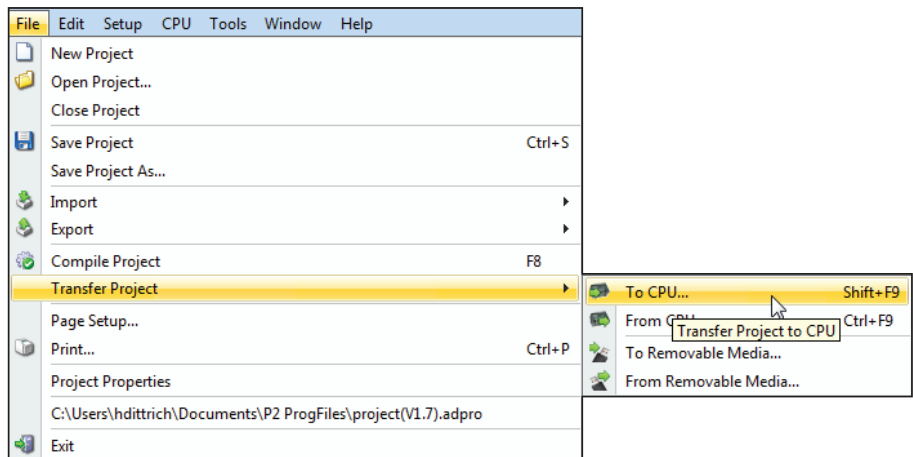 File Edit Setup CPU Tools Window Help
New Project
Open Project...
Close Project
Save Project Ctrl+S
Save Project As...
Import
Export
Compile Project F8
Transfer Project
To CPU... Shift+F9
From Ctrl+F9
Transfer Project to CPU
To Removable Media...
From Removable Media...
Page Setup...
Print... Ctrl+P
Project Properties
C:\Users\hdittrich\Documents\P2 ProgFiles\project(V1.7).adpro
Exit